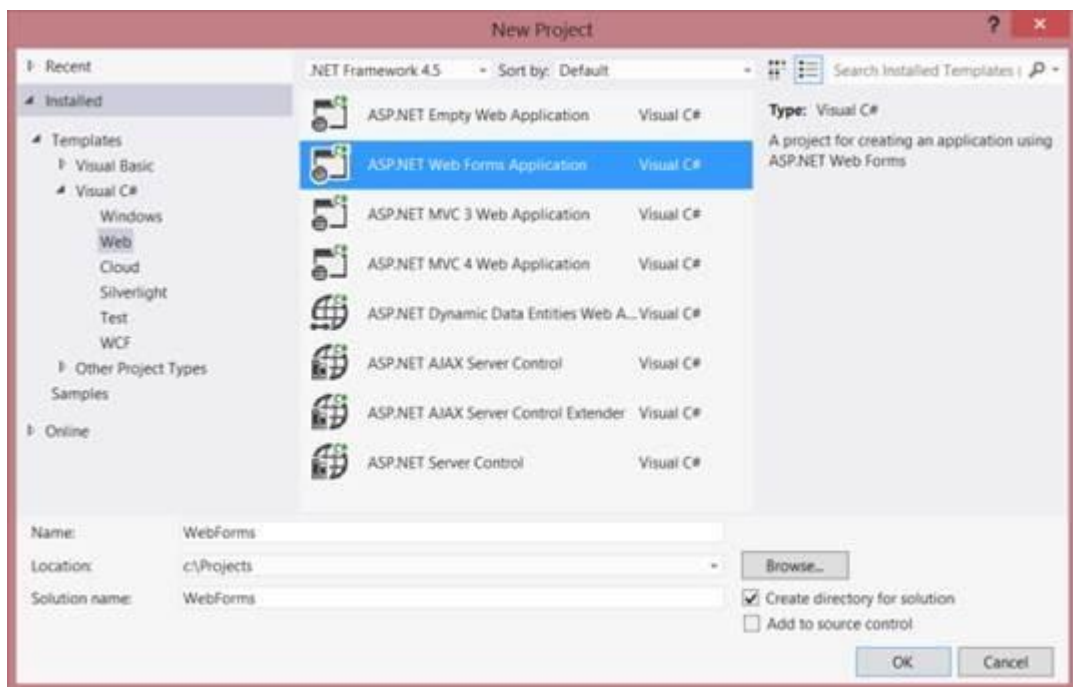 New Project
?
Recent
Installed
Templates
Visual Basic
Visual C#
Windows
Web
Cloud
Silverlight
Test
WCF
Other Project Types
Samples
Online
.NET Framework 4.5 Sort by: Default
ASP.NET Empty Web Application Visual C#
ASP.NET Web Forms Application Visual C#
ASP.NET MVC 3 Web Application Visual C#
ASP.NET MVC 4 Web Application Visual C#
ASP.NET Dynamic Data Entities Web A... Visual C#
ASP.NET AJAX Server Control Visual C#
ASP.NET AJAX Server Control Extender Visual C#
ASP.NET Server Control Visual C#
Search Installed Templates (
Type: Visual C#
A project for creating an application using
ASP.NET Web Forms
Name: WebForms
Location: c:\Projects
Browse...
Solution name: WebForms
Create directory for solution
Add to source control
OK Cancel